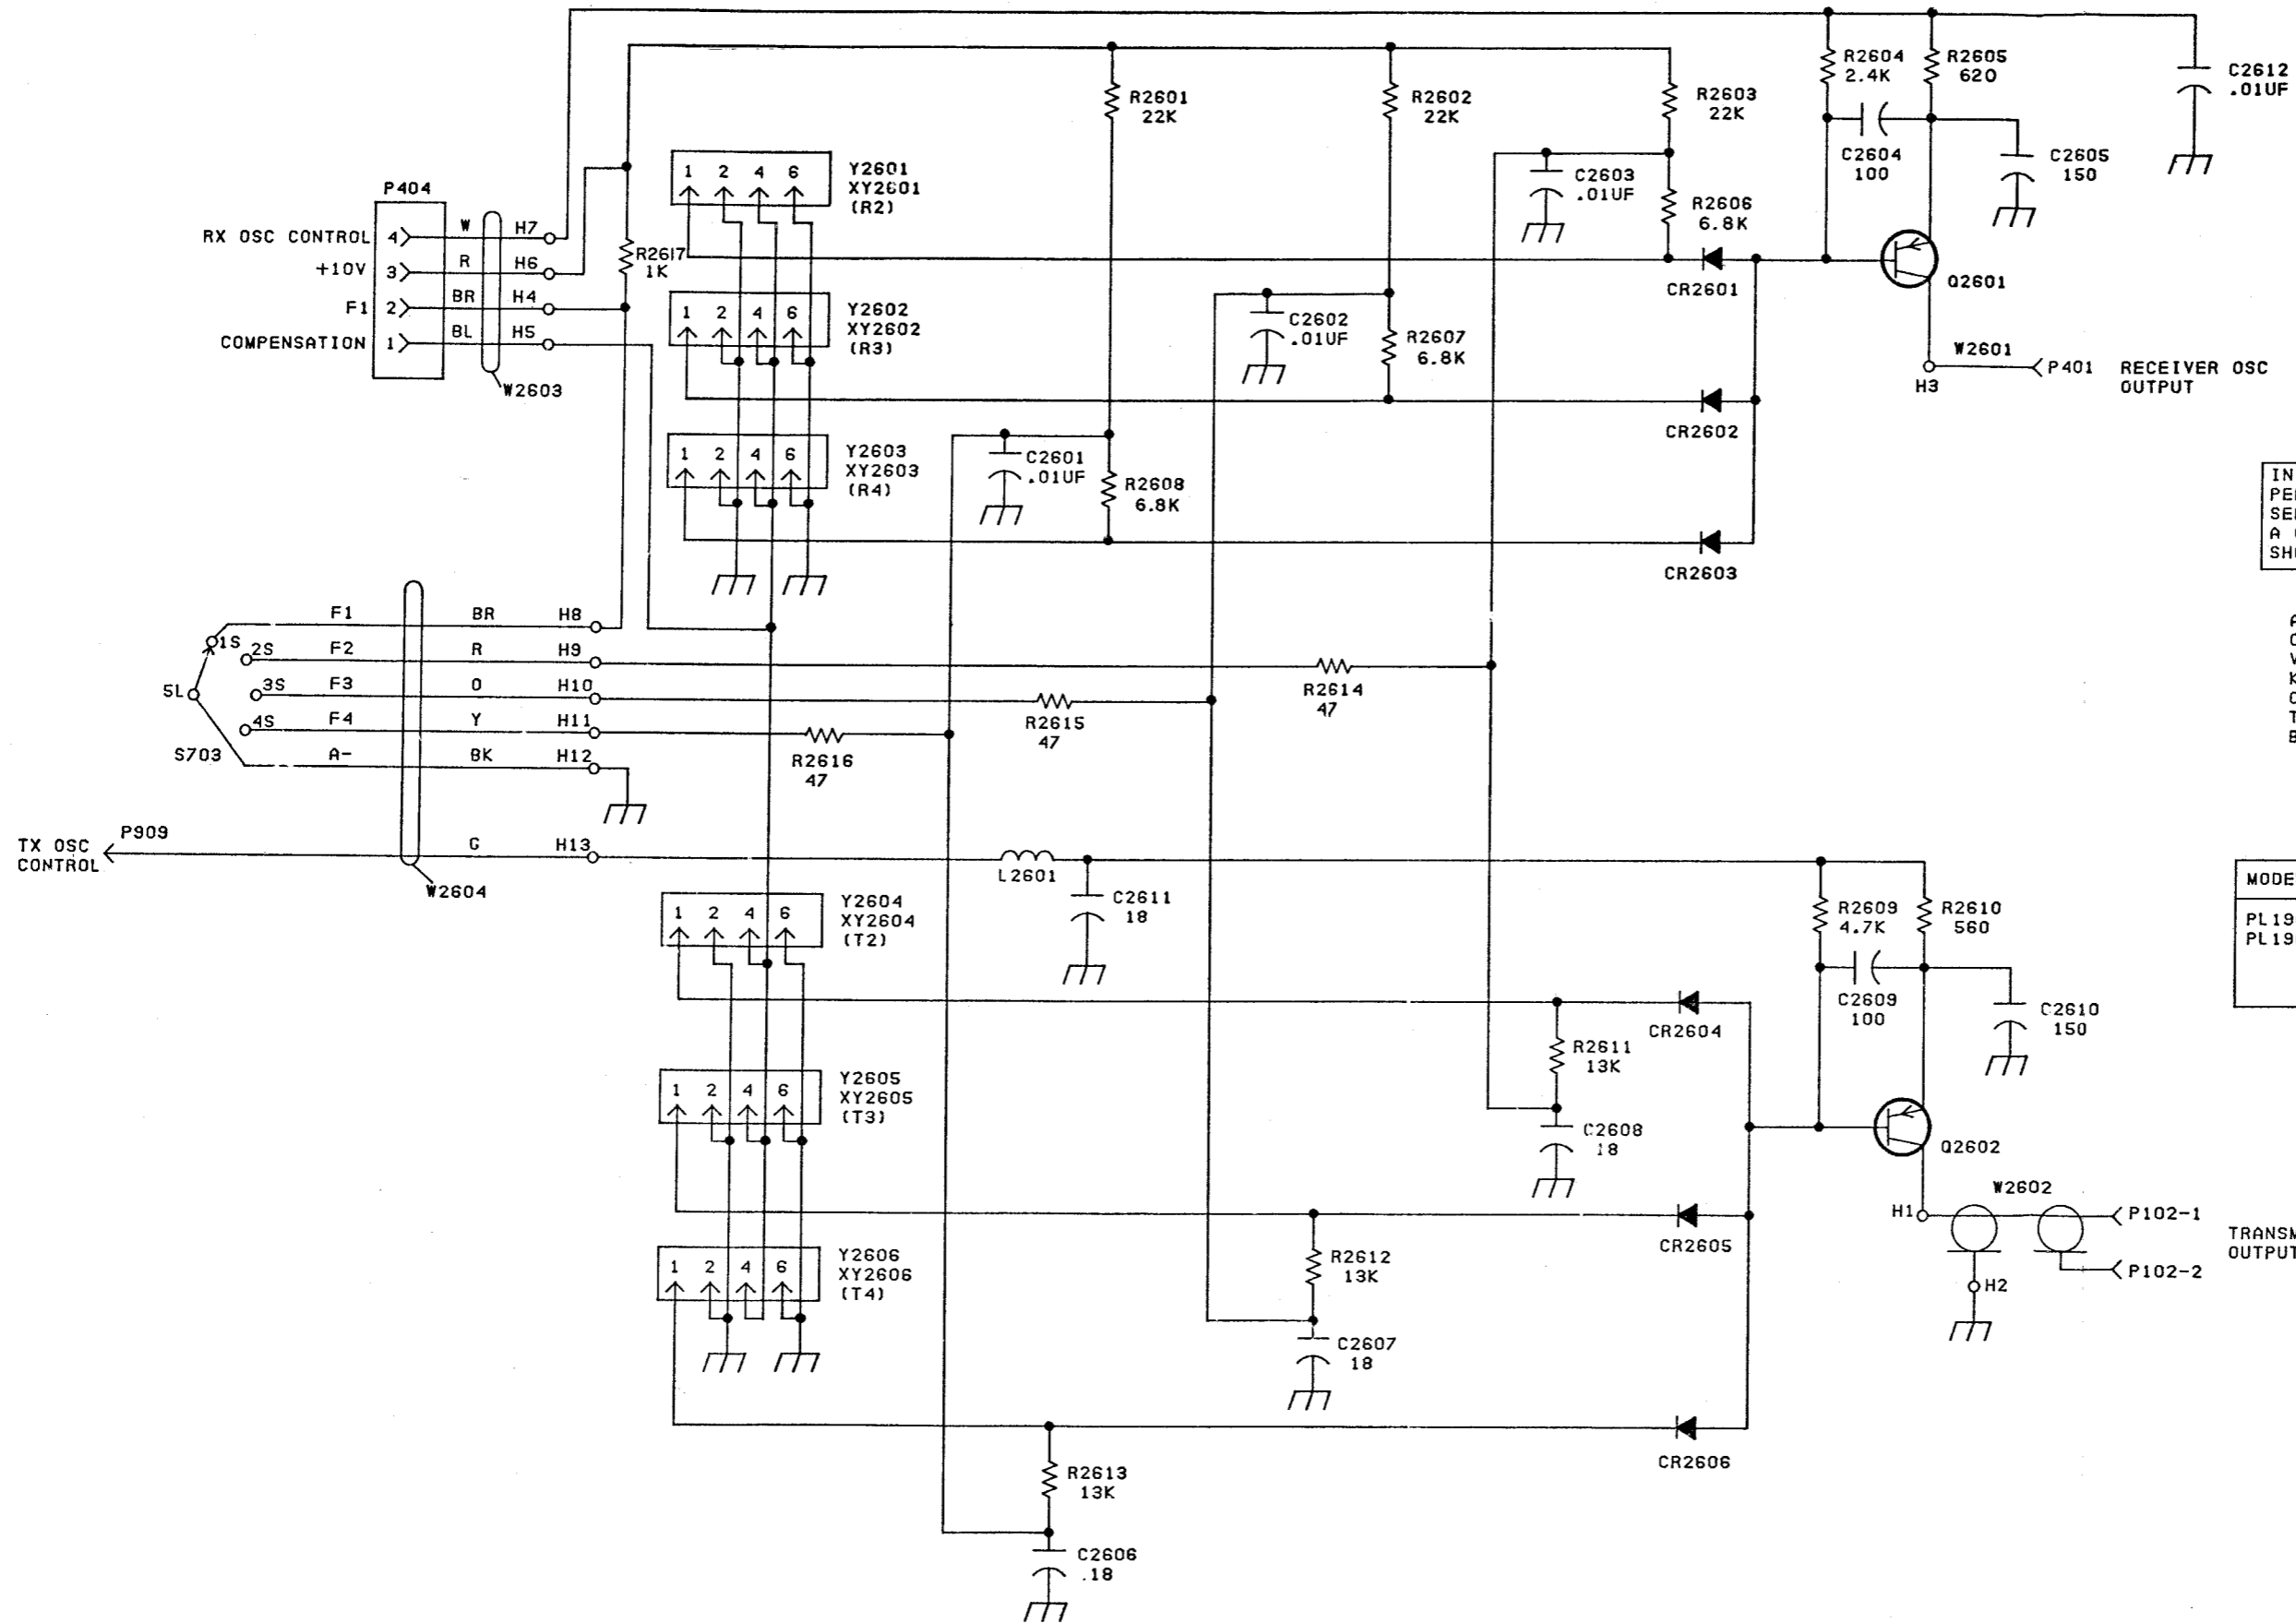 R2604
2.4K
R2605
620
C2612
.01UF
R2601
22K
R2602
22K
R2603
22K
C2604
100
C2605
150
1 2 4 6
Y2601
XY2601
(R2)
C2603
.01UF
R2606
6.8K
P404
RX OSC CONTROL 4 W H7
+10V 3 R H6
F1 2 BR H4
COMPENSATION 1 BL H5
W2603
R2617
1K
CR2601
Q2601
1 2 4 6
Y2602
XY2602
(R3)
C2602
.01UF
R2607
6.8K
W2601
H3
P401
RECEIVER OSC
OUTPUT
CR2602
1 2 4 6
Y2603
XY2603
(R4)
C2601
.01UF
R2608
6.8K
CR2603
IN
SH
F1 BR H8
1S
2S F2 R H9
R2614
47
5L
3S F3 O H10
R2615
47
4S F4 Y H11
R2616
47
S703
A- BK H12
TX OSC
CONTROL
P909
G H13
W2604
L2601
C2611
18
MODE
PL19
PL19
1 2 4 6
Y2604
XY2604
(T2)
R2609
4.7K
R2610
560
C2609
100
C2610
150
CR2604
R2611
13K
1 2 4 6
Y2605
XY2605
(T3)
C2608
18
Q2602
W2602
H1
P102-1
CR2605
TRANSM
OUTPUT
P102-2
H2
1 2 4 6
Y2606
XY2606
(T4)
R2612
13K
C2607
18
CR2606
R2613
13K
C2606
.18